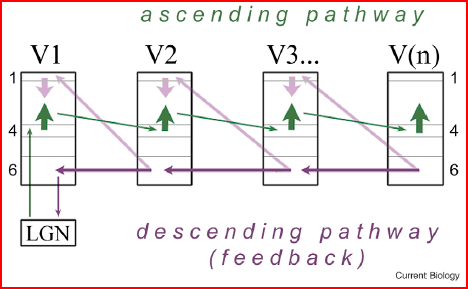 ascending pathway
V1 V2 V3... V(n)
1 1
4 4
6 6
LGN
descending pathway
(feedback)
Current Biology